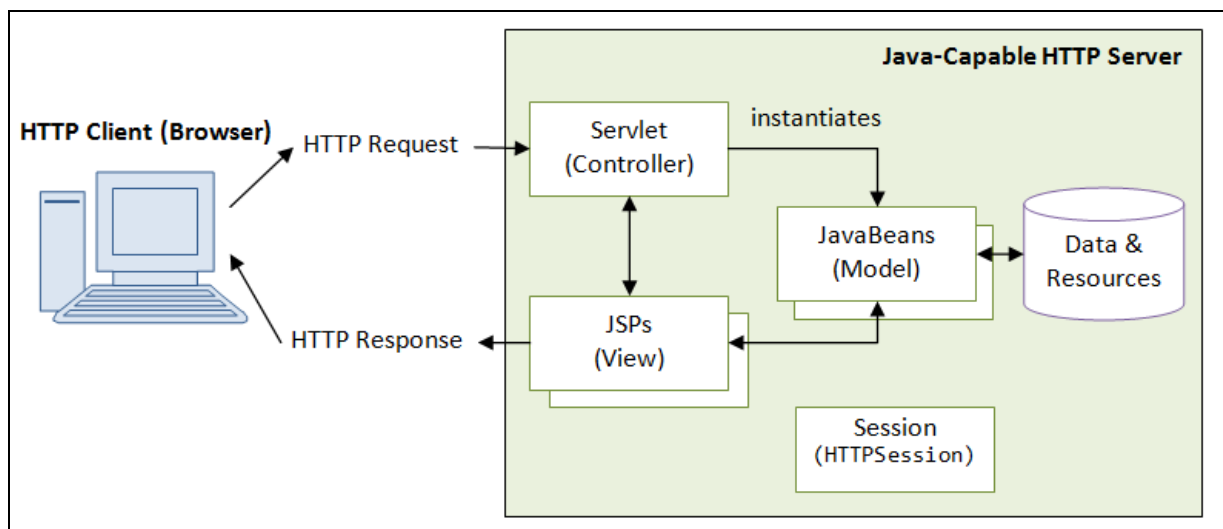 Java-Capable HTTP Server
HTTP Client (Browser)
HTTP Request
Servlet
(Controller)
instantiates
JavaBeans
(Model)
Data &
Resources
HTTP Response
JSPs
(View)
Session
(HTTPSession)